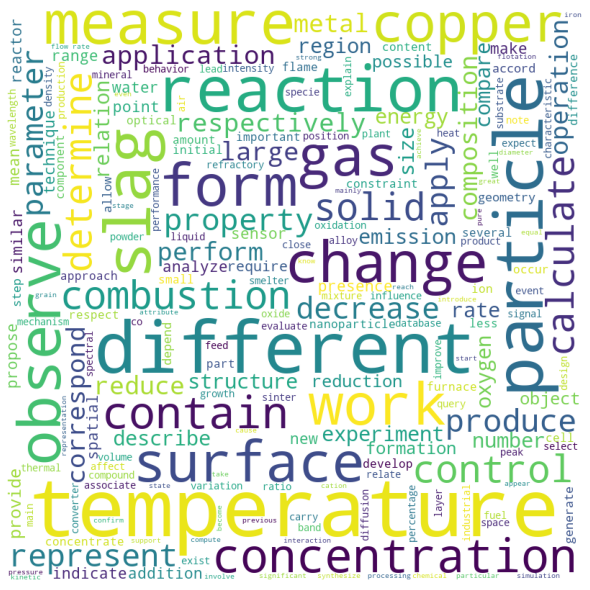 measure
copper
metal
application
region
possible
range
content
water
point
reaction
flame
make
compare
accord
iron
flotation
flow rate
strong
mineral
behavior
lead
intensity
explain
specie
substrate
reactor
parameter
mean
wavelength
technique
density
component
production
relation
optical
amount
initial
important
position
plant
respectively
energy
heat
expect
note
characteristic
difference
operation
composition
particle
slag
gas
form
determine
large
size
apply
calculate
observe
property
solid
constraint
geometry
several
diameter
great
well
allow
performance
stage
refractory
mainly
pure
equal
powder
liquid
sensor
emission
oxidation
product
step
similar
perform
change
close
alloy
approach
analyze
require
smelter
occur
event
combustion
small
presence
ion
mechanism
respect
oxide
mixture
influence
signal
propose
co
decrease
rate
nanoparticle
database
less
evaluate
different
correspond
spatial
spectral
reduce
structure
reduction
oxygen
object
contain
work
produce
describe
new
experiment
number
cell
surface
control
temperature
represent
concentration
provide
indicate
addition
formation
furnace
query
design
select
thermal
volume
variation
develop
peak
affect
compound
ratio
relate
layer
associate
diffusion
percentage
industrial
converter
concentrate
exist
carry
band
space
fuel
generate
pressure
kinetic
involve
significant
synthesize
processing
chemical
particular
simulation
interaction
compute
confirm
support
previous
representation
main
state
cation
become
take
cause
start
appear
reach
introduce
improve
attribute
depend
feed
part
growth
sinter
grain
air